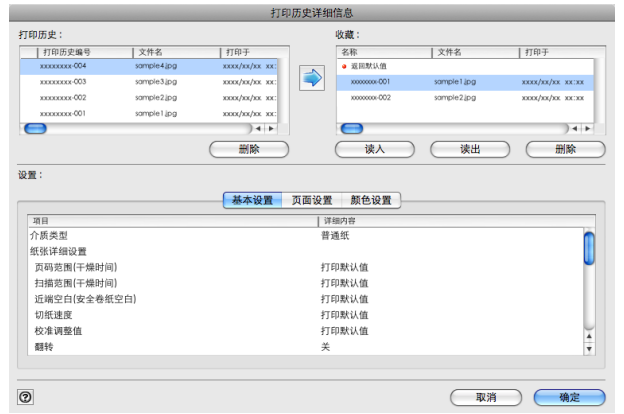 打印历史详细信息
打印历史： 收藏：
打印历史编号 文件名 打印于 名称 文件名 打印于
xxxxxxxx-004 sample4.jpg xxxx/xx/xx xx: 返回默认值
xxxxxxxx-003 sample3.jpg xxxx/xx/xx xx: xxxxxxxx-001 sample1.jpg xxxx/xx/xx xx:xx
xxxxxxxx-002 sample2.jpg xxxx/xx/xx xx: xxxxxxxx-002 sample2.jpg xxxx/xx/xx xx:xx
xxxxxxxx-001 sample1.jpg xxxx/xx/xx xx:
删除 读入 读出 删除
设置：
基本设置 页面设置 颜色设置
项目 详细内容
介质类型 普通纸
纸张详细设置
页码范围(干燥时间) 打印默认值
扫描范围(干燥时间) 打印默认值
近端空白(安全卷纸空白) 打印默认值
切纸速度 打印默认值
校准调整值 打印默认值
翻转 关
? 取消 确定